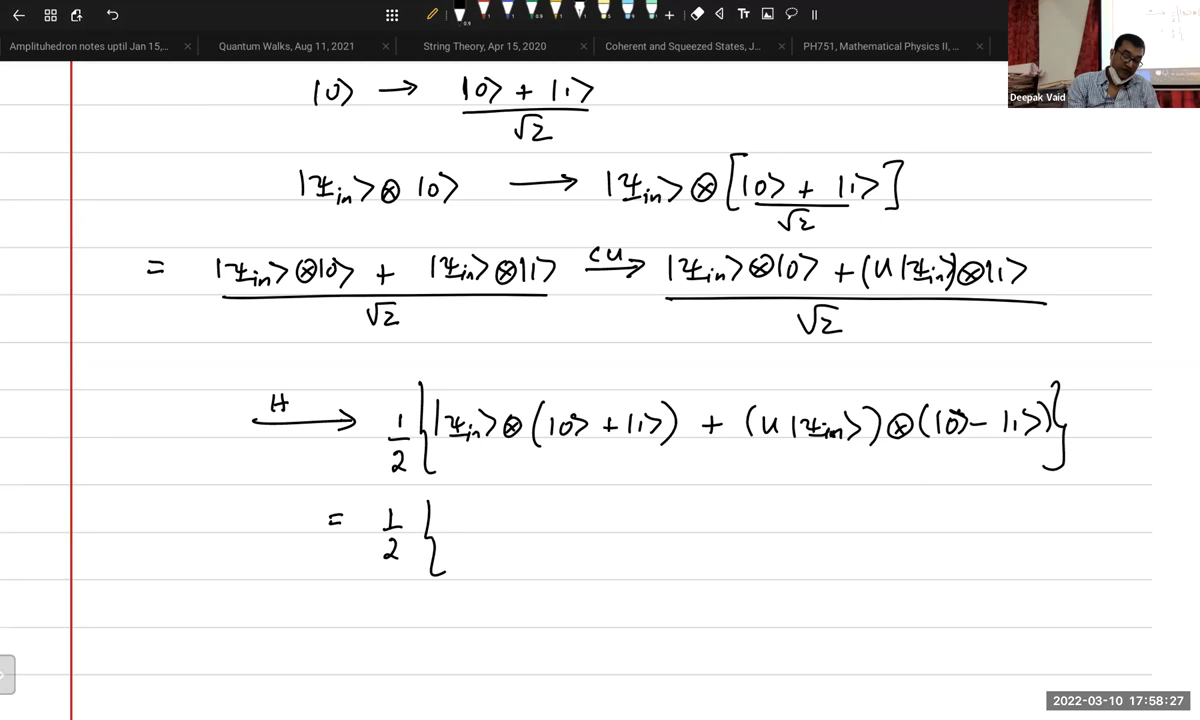 Amplituhedron notes uptil Jan 15,... × Quantum Walks, Aug 11, 2021 × String Theory, Apr 15, 2020 × Coherent and Squeezed States, J... × PH751, Mathematical Physics II, ... ×
Deepak Vaid
|0⟩ → (|0⟩ + |1⟩)/√2
|Ψin⟩ ⊗ |0⟩ → |Ψin⟩ ⊗ [(|0⟩ + |1⟩)/√2]
= (|Ψin⟩⊗|0⟩ + |Ψin⟩⊗|1⟩)/√2 CU→ (|Ψin⟩⊗|0⟩ + (U|Ψin⟩)⊗|1⟩)/√2
H→ 1/2 {|Ψin⟩⊗(|0⟩ + |1⟩) + (U|Ψin⟩)⊗(|0⟩ - |1⟩)}
= 1/2 {
2022-03-10 17:58:27